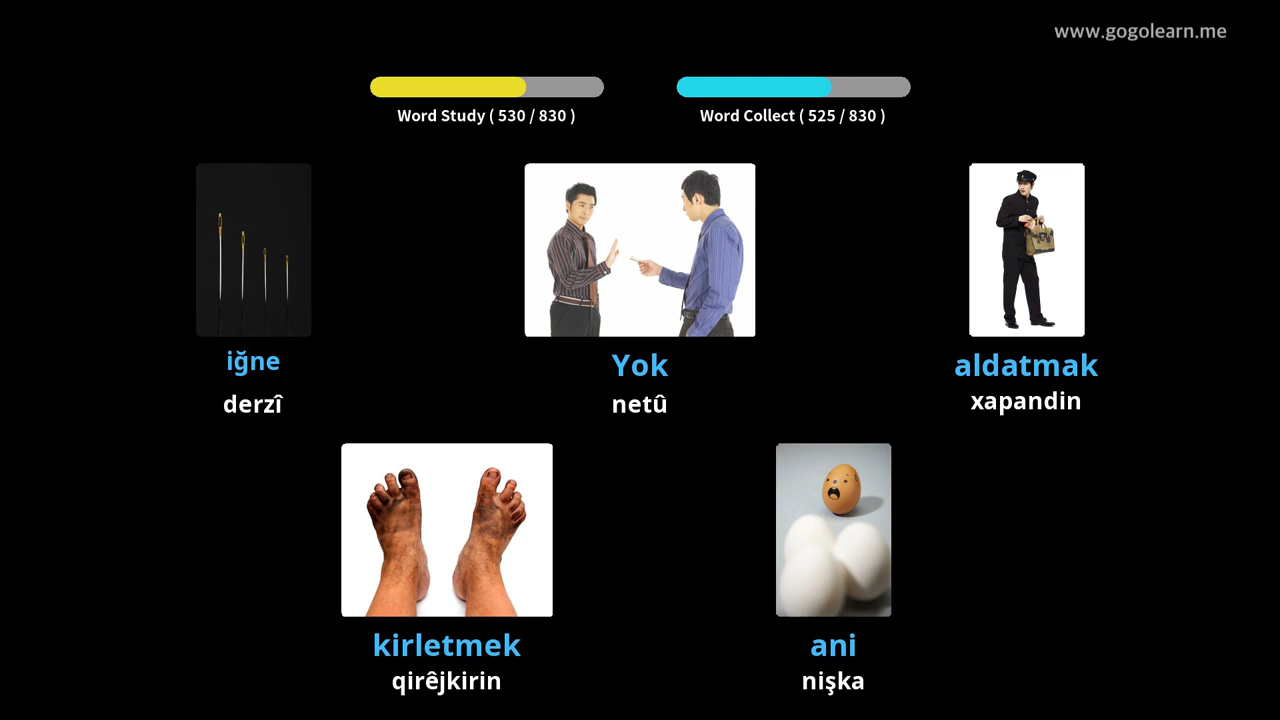 www.gogolearn.me
Word Study ( 530 / 830 )
Word Collect ( 525 / 830 )
iğne
derzî
Yok
netû
aldatmak
xapandin
kirletmek
qirêjkirin
ani
nişka